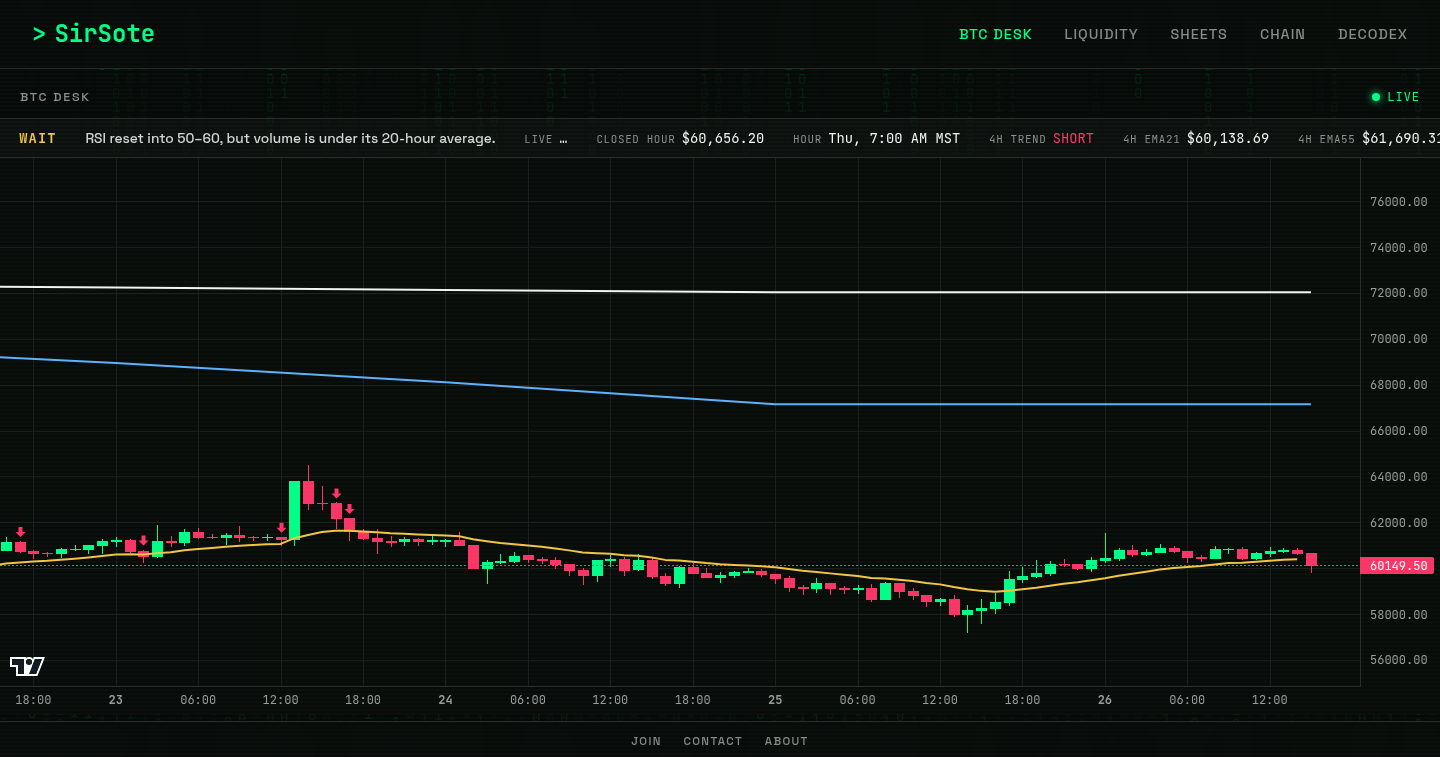 > SirSote
BTC DESK LIQUIDITY SHEETS CHAIN DECODEX
BTC DESK
LIVE
WAIT RSI reset into 50–60, but volume is under its 20-hour average. LIVE … CLOSED HOUR $60,656.20 HOUR Thu, 7:00 AM MST 4H TREND SHORT 4H EMA21 $60,138.69 4H EMA55
76000.00
74000.00
72000.00
70000.00
68000.00
66000.00
64000.00
62000.00
60149.50
58000.00
56000.00
18:00 23 06:00 12:00 18:00 24 06:00 12:00 18:00 25 06:00 12:00 18:00 26 06:00 12:00
JOIN CONTACT ABOUT